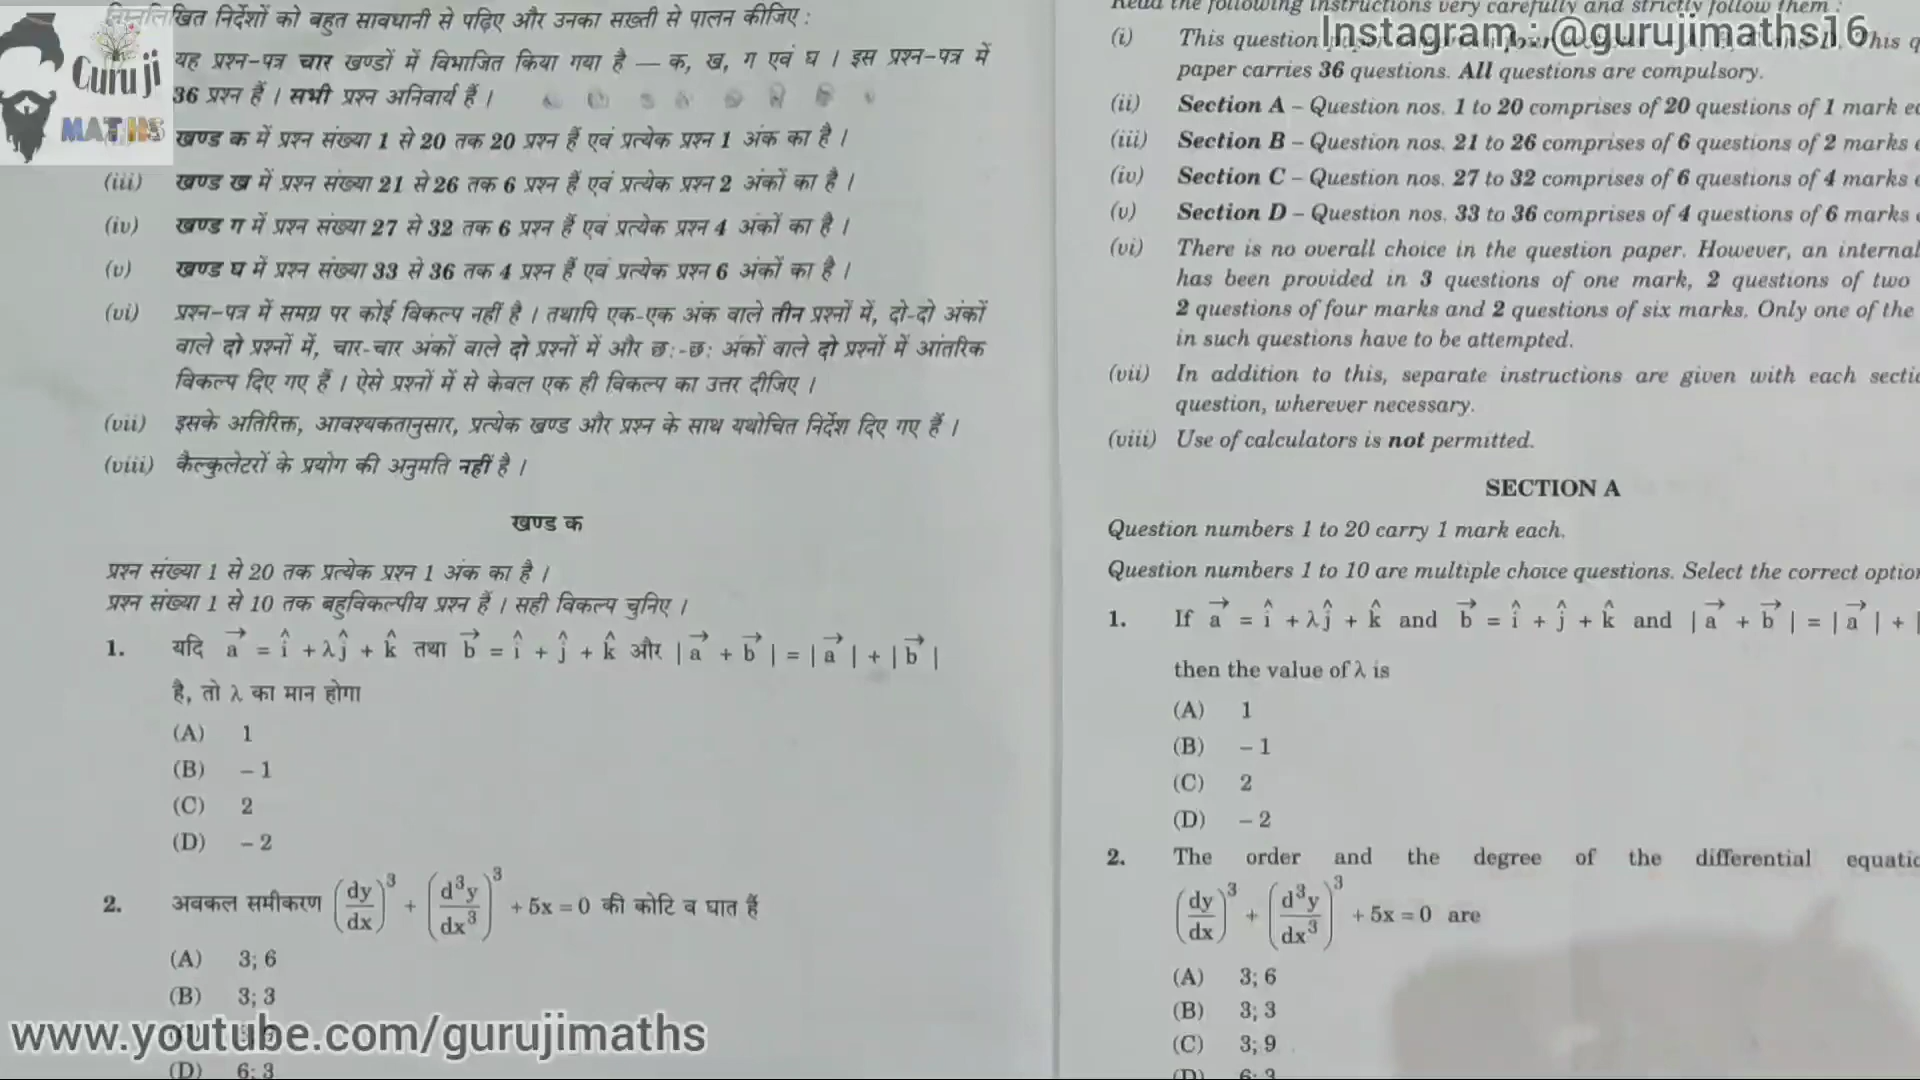 निम्नलिखित निर्देशों को बहुत सावधानी से पढ़िए और उनका सख़्ती से पालन कीजिए :
यह प्रश्न-पत्र चार खण्डों में विभाजित किया गया है — क, ख, ग एवं घ । इस प्रश्न-पत्र में
36 प्रश्न हैं । सभी प्रश्न अनिवार्य हैं ।
खण्ड क में प्रश्न संख्या 1 से 20 तक 20 प्रश्न हैं एवं प्रत्येक प्रश्न 1 अंक का है ।
(iii) खण्ड ख में प्रश्न संख्या 21 से 26 तक 6 प्रश्न हैं एवं प्रत्येक प्रश्न 2 अंकों का है ।
(iv) खण्ड ग में प्रश्न संख्या 27 से 32 तक 6 प्रश्न हैं एवं प्रत्येक प्रश्न 4 अंकों का है ।
(v) खण्ड घ में प्रश्न संख्या 33 से 36 तक 4 प्रश्न हैं एवं प्रत्येक प्रश्न 6 अंकों का है ।
(vi) प्रश्न-पत्र में समग्र पर कोई विकल्प नहीं है । तथापि एक-एक अंक वाले तीन प्रश्नों में, दो-दो अंकों
वाले दो प्रश्नों में, चार-चार अंकों वाले दो प्रश्नों में और छ:-छ: अंकों वाले दो प्रश्नों में आंतरिक
विकल्प दिए गए हैं । ऐसे प्रश्नों में से केवल एक ही विकल्प का उत्तर दीजिए ।
(vii) इसके अतिरिक्त, आवश्यकतानुसार, प्रत्येक खण्ड और प्रश्न के साथ यथोचित निर्देश दिए गए हैं ।
(viii) कैल्कुलेटरों के प्रयोग की अनुमति नहीं है ।
खण्ड क
प्रश्न संख्या 1 से 20 तक प्रत्येक प्रश्न 1 अंक का है ।
प्रश्न संख्या 1 से 10 तक बहुविकल्पीय प्रश्न हैं । सही विकल्प चुनिए ।
1. यदि →a = î + λĵ + k̂ तथा →b = î + ĵ + k̂ और |→a + →b| = |→a| + |→b|
है, तो λ का मान होगा
(A) 1
(B) – 1
(C) 2
(D) – 2
2. अवकल समीकरण (dy/dx)³ + (d³y/dx³)³ + 5x = 0 की कोटि व घात हैं
(A) 3; 6
(B) 3; 3
(D) 6; 3
Read the following instructions very carefully and strictly follow them :
(i) This question
paper carries 36 questions. All questions are compulsory.
(ii) Section A – Question nos. 1 to 20 comprises of 20 questions of 1 mark
(iii) Section B – Question nos. 21 to 26 comprises of 6 questions of 2 marks
(iv) Section C – Question nos. 27 to 32 comprises of 6 questions of 4 marks
(v) Section D – Question nos. 33 to 36 comprises of 4 questions of 6 marks
(vi) There is no overall choice in the question paper. However, an internal
has been provided in 3 questions of one mark, 2 questions of two
2 questions of four marks and 2 questions of six marks. Only one of the
in such questions have to be attempted.
(vii) In addition to this, separate instructions are given with each
question, wherever necessary.
(viii) Use of calculators is not permitted.
SECTION A
Question numbers 1 to 20 carry 1 mark each.
Question numbers 1 to 10 are multiple choice questions. Select the correct
1. If →a = î + λĵ + k̂ and →b = î + ĵ + k̂ and |→a + →b| = |→a| + |
then the value of λ is
(A) 1
(B) – 1
(C) 2
(D) – 2
2. The order and the degree of the differential
(dy/dx)³ + (d³y/dx³)³ + 5x = 0 are
(A) 3; 6
(B) 3; 3
(C) 3; 9
Guruji
MATHS
Instagram : @gurujimaths16
www.youtube.com/gurujimaths